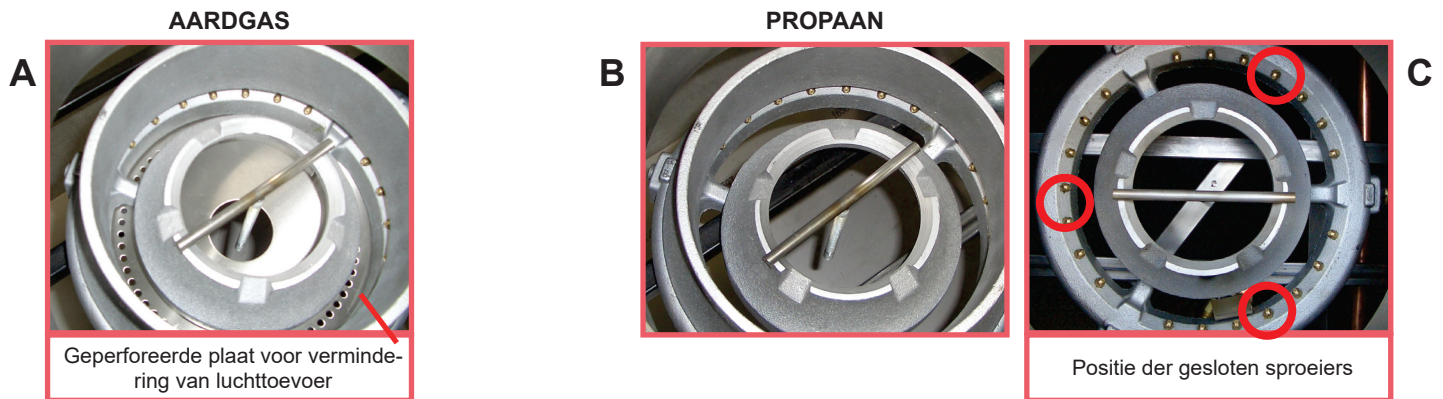 AARDGAS
PROPAAN
A
B
C
Geperforeerde plaat voor verminde-
ring van luchttoevoer
Positie der gesloten sproeiers